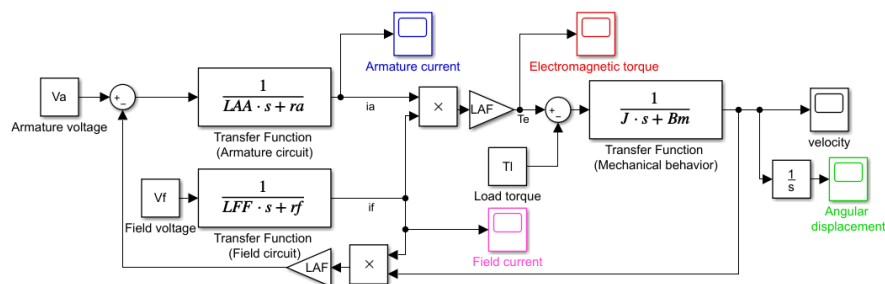 Armature current
Electromagnetic torque
Va
+
−
1
LAA · s + ra
ia
×
LAF
Te
+
−
1
J · s + Bm
Armature voltage
Transfer Function
(Armature circuit)
velocity
Transfer Function
(Mechanical behavior)
Tl
Load torque
1
s
Vf
1
LFF · s + rf
if
Field voltage
Angular
displacement
Transfer Function
(Field circuit)
LAF
×
Field current